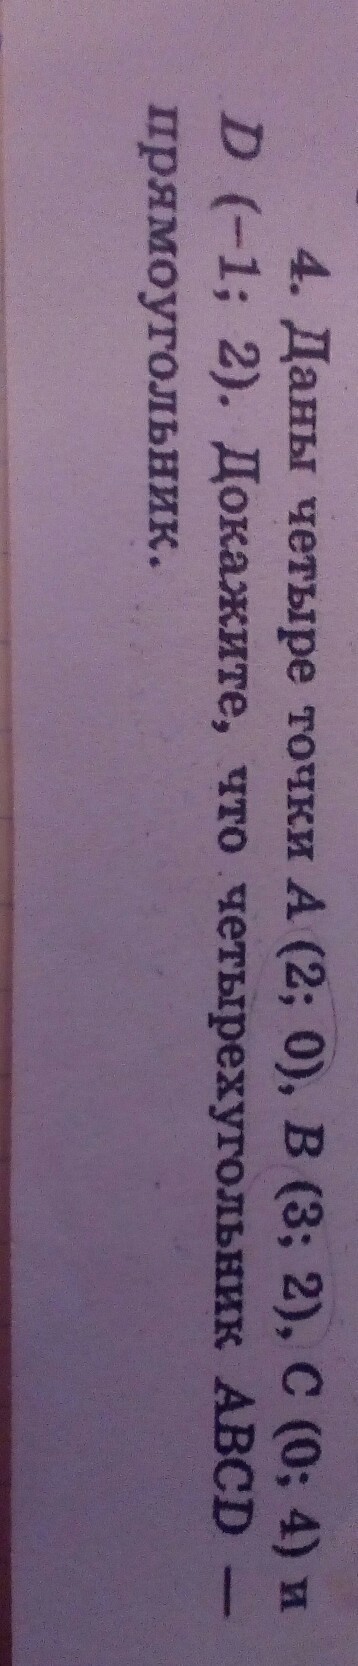 4. Даны четыре точки A (2; 0), B (3; 2), C (0; 4) и
D (−1; 2). Докажите, что четырехугольник ABCD —
прямоугольник.